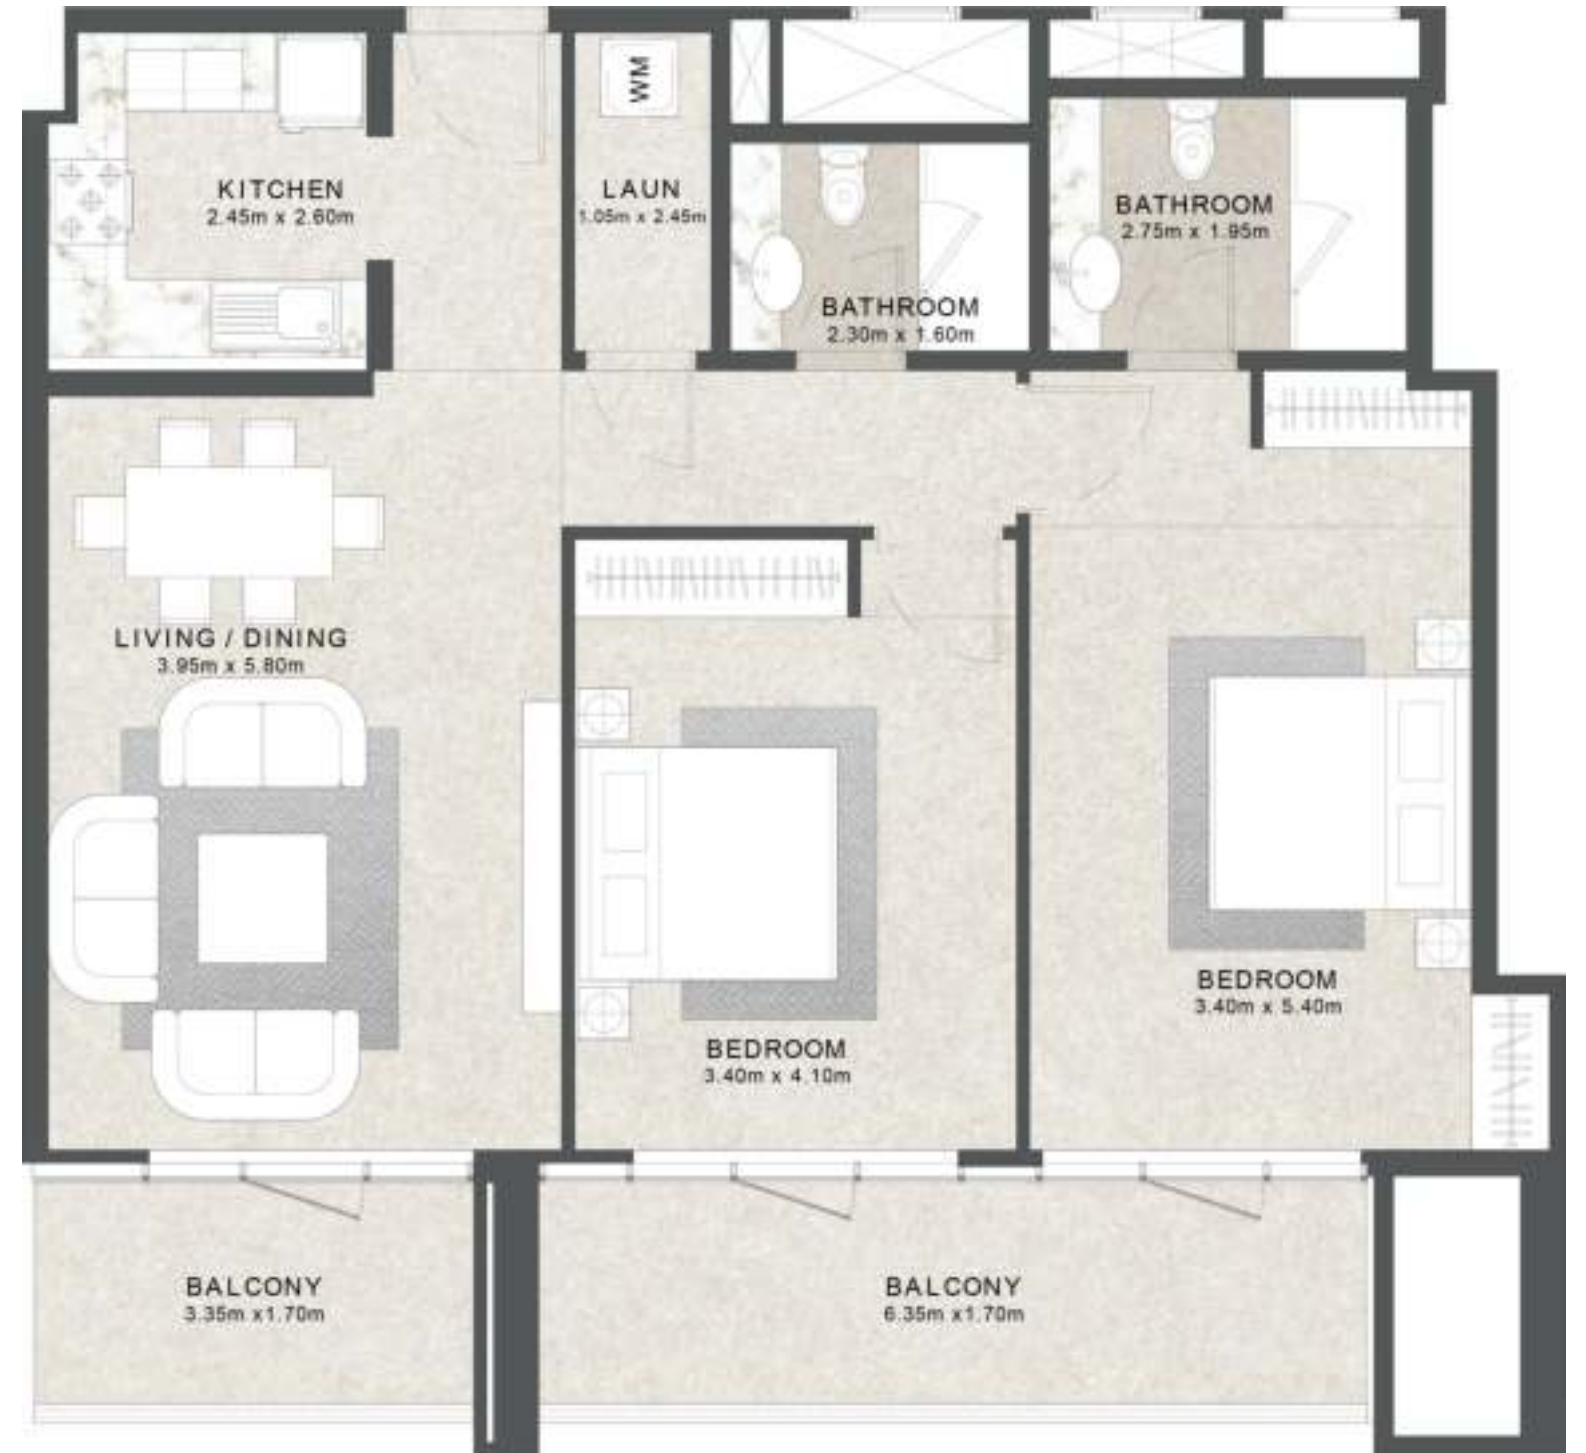 WM
KITCHEN
2.45m x 2.60m
LAUN
1.05m x 2.45m
BATHROOM
2.75m x 1.95m
BATHROOM
2.30m x 1.60m
LIVING / DINING
3.95m x 5.80m
BEDROOM
3.40m x 5.40m
BEDROOM
3.40m x 4.10m
BALCONY
3.35m x1.70m
BALCONY
6.35m x1.70m